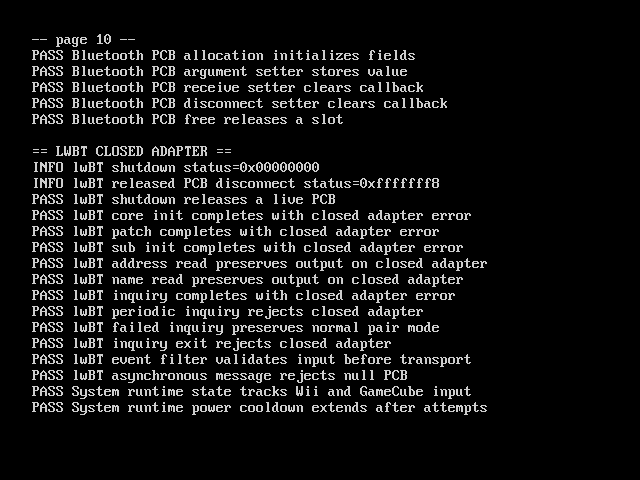 -- page 10 --
PASS Bluetooth PCB allocation initializes fields
PASS Bluetooth PCB argument setter stores value
PASS Bluetooth PCB receive setter clears callback
PASS Bluetooth PCB disconnect setter clears callback
PASS Bluetooth PCB free releases a slot
== LWBT CLOSED ADAPTER ==
INFO lwBT shutdown status=0x00000000
INFO lwBT released PCB disconnect status=0xfffffff8
PASS lwBT shutdown releases a live PCB
PASS lwBT core init completes with closed adapter error
PASS lwBT patch completes with closed adapter error
PASS lwBT sub init completes with closed adapter error
PASS lwBT address read preserves output on closed adapter
PASS lwBT name read preserves output on closed adapter
PASS lwBT inquiry completes with closed adapter error
PASS lwBT periodic inquiry rejects closed adapter
PASS lwBT failed inquiry preserves normal pair mode
PASS lwBT inquiry exit rejects closed adapter
PASS lwBT event filter validates input before transport
PASS lwBT asynchronous message rejects null PCB
PASS System runtime state tracks Wii and GameCube input
PASS System runtime power cooldown extends after attempts